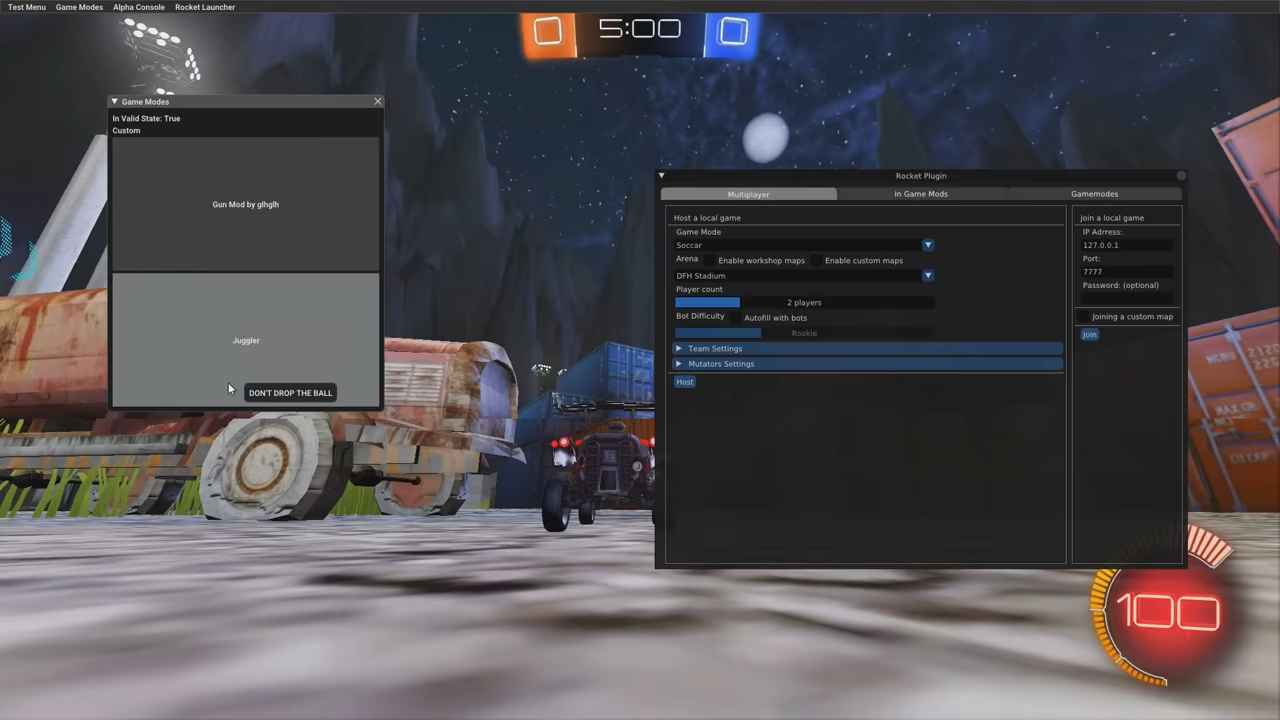 Test Menu Game Modes Alpha Console Rocket Launcher
0 5:00 0
Game Modes
In Valid State: True
Custom
Gun Mod by glhglh
Juggler
DON'T DROP THE BALL
Rocket Plugin
Multiplayer In Game Mods Gamemodes
Host a local game
Game Mode
Soccar
Arena Enable workshop maps Enable custom maps
DFH Stadium
Player count
2 players
Bot Difficulty Autofill with bots
Rookie
Team Settings
Mutators Settings
Host
Join a local game
IP Adrress:
127.0.0.1
Port:
7777
Password: (optional)
Joining a custom map
Join
100